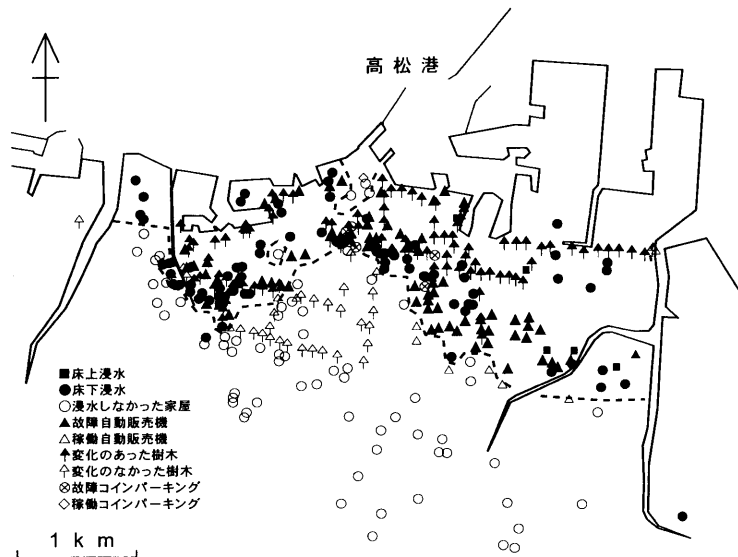 高松港
■床上浸水
●床下浸水
○浸水しなかった家屋
▲故障自動販売機
△稼働自動販売機
変化のあった樹木
変化のなかった樹木
⊗故障コインパーキング
◇稼働コインパーキング
1km